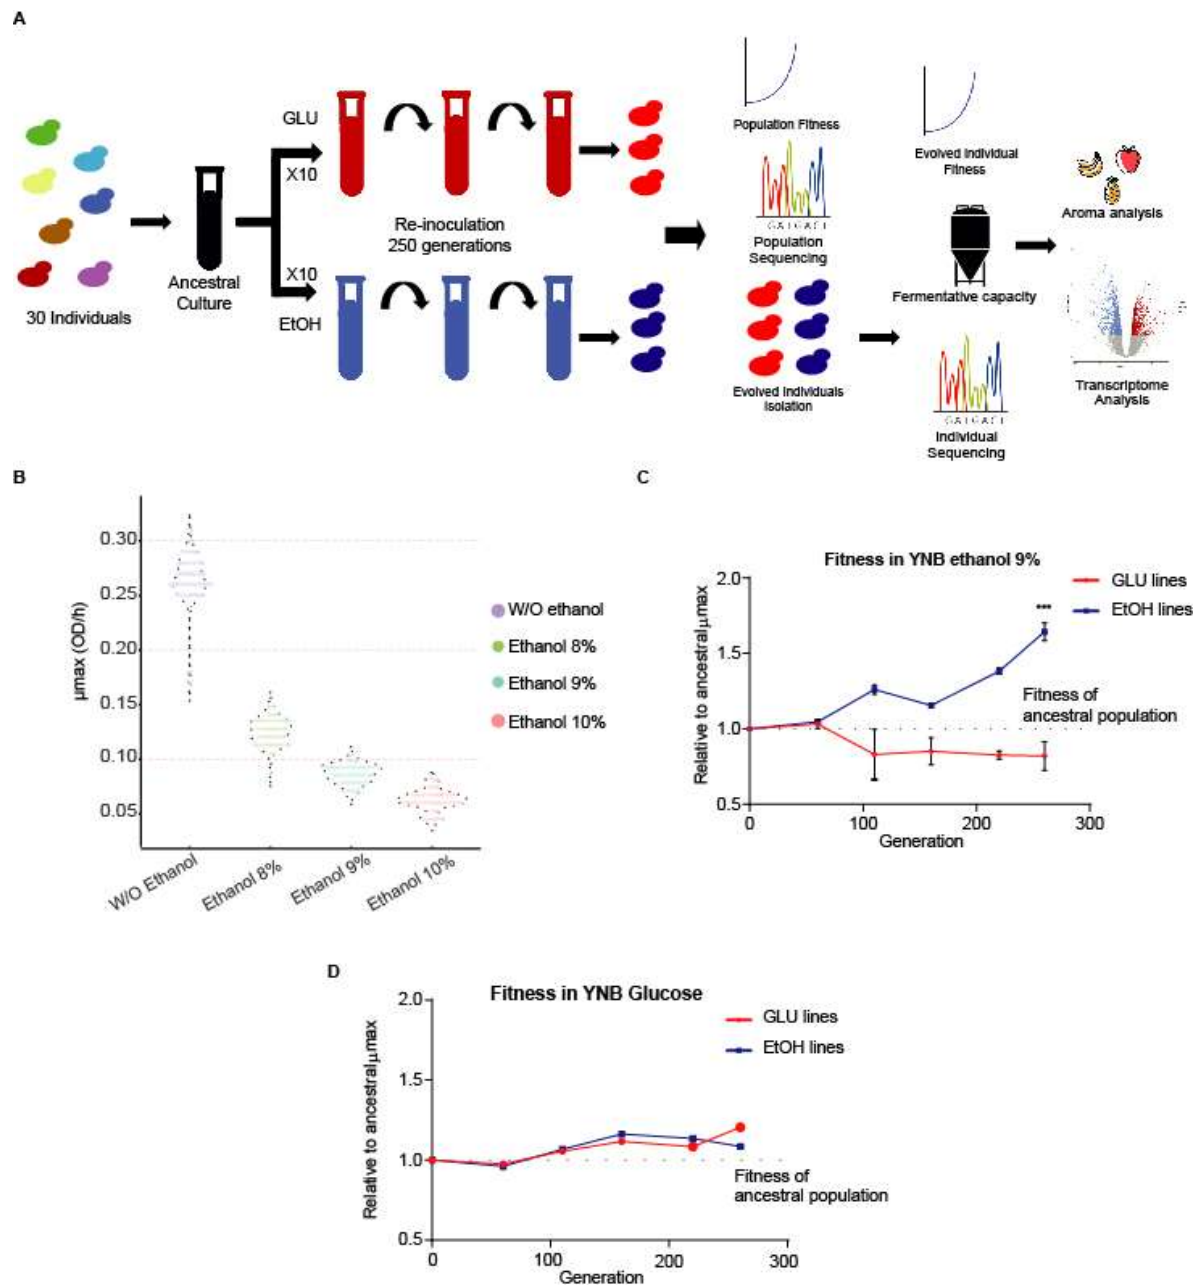 A
GLU
X10
Re-inoculation
250 generations
X10
EtOH
Ancestral
Culture
30 Individuals
Population Fitness
Population
Sequencing
Evolved Individuals
Isolation
Evolved Individual
Fitness
Fermentative capacity
Individual
Sequencing
Aroma analysis
Transcriptome
Analysis
B
µmax (OD/h)
0.30
0.25
0.20
0.15
0.10
0.05
W/O Ethanol
Ethanol 8%
Ethanol 9%
Ethanol 10%
W/O ethanol
Ethanol 8%
Ethanol 9%
Ethanol 10%
C
Fitness in YNB ethanol 9%
Relative to ancestralµmax
2.0
1.5
1.0
0.5
0
100
200
300
Generation
GLU lines
EtOH lines
***
Fitness of
ancestral population
D
Fitness in YNB Glucose
Relative to ancestralµmax
2.0
1.5
1.0
0.5
0
100
200
300
Generation
GLU lines
EtOH lines
Fitness of
ancestral population